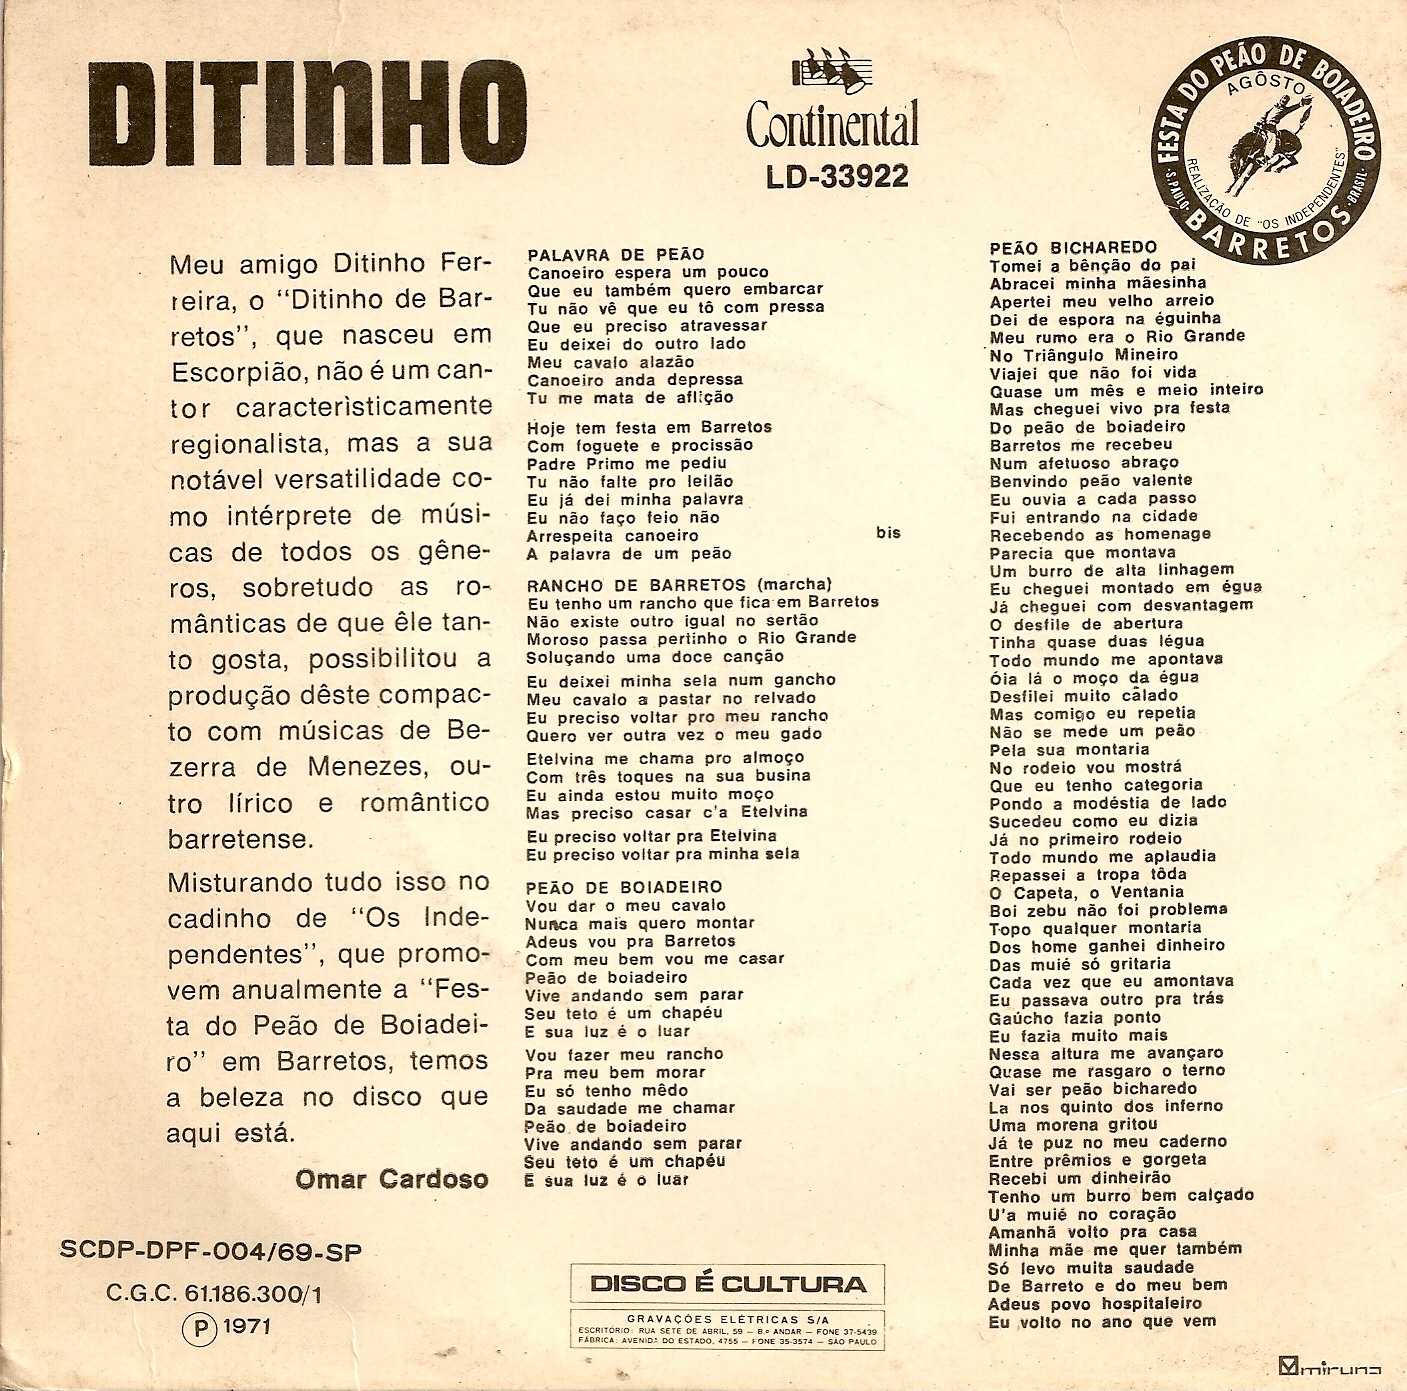 DITINHO
Continental
LD-33922
FESTA DO PEÃO DE BOIADEIRO
AGÔSTO
REALIZAÇÃO DE "OS INDEPENDENTES"
·S.PAULO· BARRETOS ·BRASIL·
Meu amigo Ditinho Fer-
reira, o "Ditinho de Bar-
retos", que nasceu em
Escorpião, não é um can-
tor caracterìsticamente
regionalista, mas a sua
notável versatilidade co-
mo intérprete de músi-
cas de todos os gêne-
ros, sobretudo as ro-
mânticas de que êle tan-
to gosta, possibilitou a
produção dêste compac-
to com músicas de Be-
zerra de Menezes, ou-
tro lírico e romântico
barretense.
Misturando tudo isso no
cadinho de "Os Inde-
pendentes", que promo-
vem anualmente a "Fes-
ta do Peão de Boiadei-
ro" em Barretos, temos
a beleza no disco que
aqui está.
Omar Cardoso
SCDP-DPF-004/69-SP
C.G.C. 61.186.300/1
P 1971
PALAVRA DE PEÃO
Canoeiro espera um pouco
Que eu também quero embarcar
Tu não vê que eu tô com pressa
Que eu preciso atravessar
Eu deixei do outro lado
Meu cavalo alazão
Canoeiro anda depressa
Tu me mata de aflição
Hoje tem festa em Barretos
Com foguete e procissão
Padre Primo me pediu
Tu não falte pro leilão
Eu já dei minha palavra
Eu não faço feio não
Arrespeita canoeiro bis
A palavra de um peão
RANCHO DE BARRETOS (marcha)
Eu tenho um rancho que fica em Barretos
Não existe outro igual no sertão
Moroso passa pertinho o Rio Grande
Soluçando uma doce canção
Eu deixei minha sela num gancho
Meu cavalo a pastar no relvado
Eu preciso voltar pro meu rancho
Quero ver outra vez o meu gado
Etelvina me chama pro almoço
Com três toques na sua busina
Eu ainda estou muito moço
Mas preciso casar c'a Etelvina
Eu preciso voltar pra Etelvina
Eu preciso voltar pra minha sela
PEÃO DE BOIADEIRO
Vou dar o meu cavalo
Nunca mais quero montar
Adeus vou pra Barretos
Com meu bem vou me casar
Peão de boiadeiro
Vive andando sem parar
Seu teto é um chapéu
E sua luz é o luar
Vou fazer meu rancho
Pra meu bem morar
Eu só tenho mêdo
Da saudade me chamar
Peão de boiadeiro
Vive andando sem parar
Seu teto é um chapéu
E sua luz é o luar
DISCO É CULTURA
GRAVAÇÕES ELÉTRICAS S/A
ESCRITÓRIO: RUA SETE DE ABRIL, 59 — 8.º ANDAR — FONE 37-5439
FÁBRICA: AVENIDA DO ESTADO, 4755 — FONE 35-3574 — SÃO PAULO
PEÃO BICHAREDO
Tomei a bênção do pai
Abracei minha mãesinha
Apertei meu velho arreio
Dei de espora na éguinha
Meu rumo era o Rio Grande
No Triângulo Mineiro
Viajei que não foi vida
Quase um mês e meio inteiro
Mas cheguei vivo pra festa
Do peão de boiadeiro
Barretos me recebeu
Num afetuoso abraço
Benvindo peão valente
Eu ouvia a cada passo
Fui entrando na cidade
Recebendo as homenage
Parecia que montava
Um burro de alta linhagem
Eu cheguei montado em égua
Já cheguei com desvantagem
O desfile de abertura
Tinha quase duas légua
Todo mundo me apontava
Óia lá o moço da égua
Desfilei muito câlado
Mas comigo eu repetia
Não se mede um peão
Pela sua montaria
No rodeio vou mostrá
Que eu tenho categoria
Pondo a modéstia de lado
Sucedeu como eu dizia
Já no primeiro rodeio
Todo mundo me aplaudia
Repassei a tropa tôda
O Capeta, o Ventania
Boi zebu não foi problema
Topo qualquer montaria
Dos home ganhei dinheiro
Das muié só gritaria
Cada vez que eu amontava
Eu passava outro pra trás
Gaúcho fazia ponto
Eu fazia muito mais
Nessa altura me avançaro
Quase me rasgaro o terno
Vai ser peão bicharedo
La nos quinto dos inferno
Uma morena gritou
Já te puz no meu caderno
Entre prêmios e gorgeta
Recebi um dinheirão
Tenho um burro bem calçado
U'a muié no coração
Amanhã volto pra casa
Minha mãe me quer também
Só levo muita saudade
De Barreto e do meu bem
Adeus povo hospitaleiro
Eu volto no ano que vem
miruna